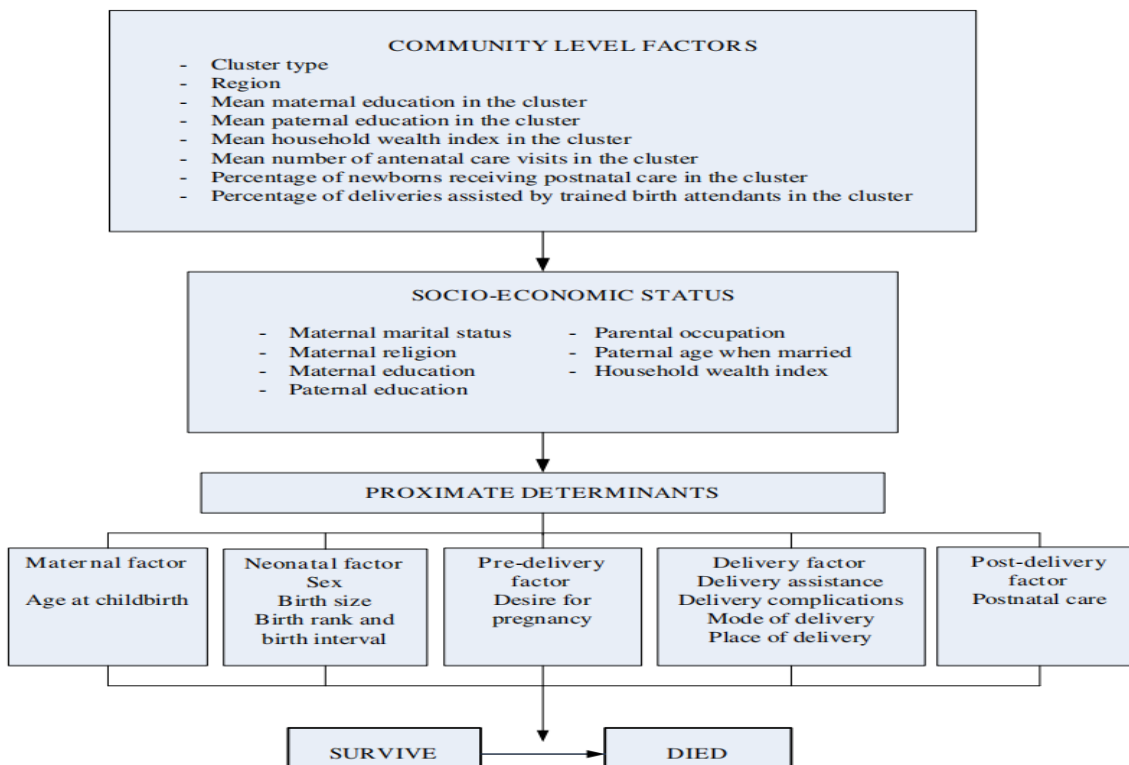 COMMUNITY LEVEL FACTORS
- Cluster type
- Region
- Mean maternal education in the cluster
- Mean paternal education in the cluster
- Mean household wealth index in the cluster
- Mean number of antenatal care visits in the cluster
- Percentage of newborns receiving postnatal care in the cluster
- Percentage of deliveries assisted by trained birth attendants in the cluster
SOCIO-ECONOMIC STATUS
- Maternal marital status
- Maternal religion
- Maternal education
- Paternal education
- Parental occupation
- Paternal age when married
- Household wealth index
PROXIMATE DETERMINANTS
Maternal factor
Age at childbirth
Neonatal factor
Sex
Birth size
Birth rank and
birth interval
Pre-delivery
factor
Desire for
pregnancy
Delivery factor
Delivery assistance
Delivery complications
Mode of delivery
Place of delivery
Post-delivery
factor
Postnatal care
SURVIVE
DIED